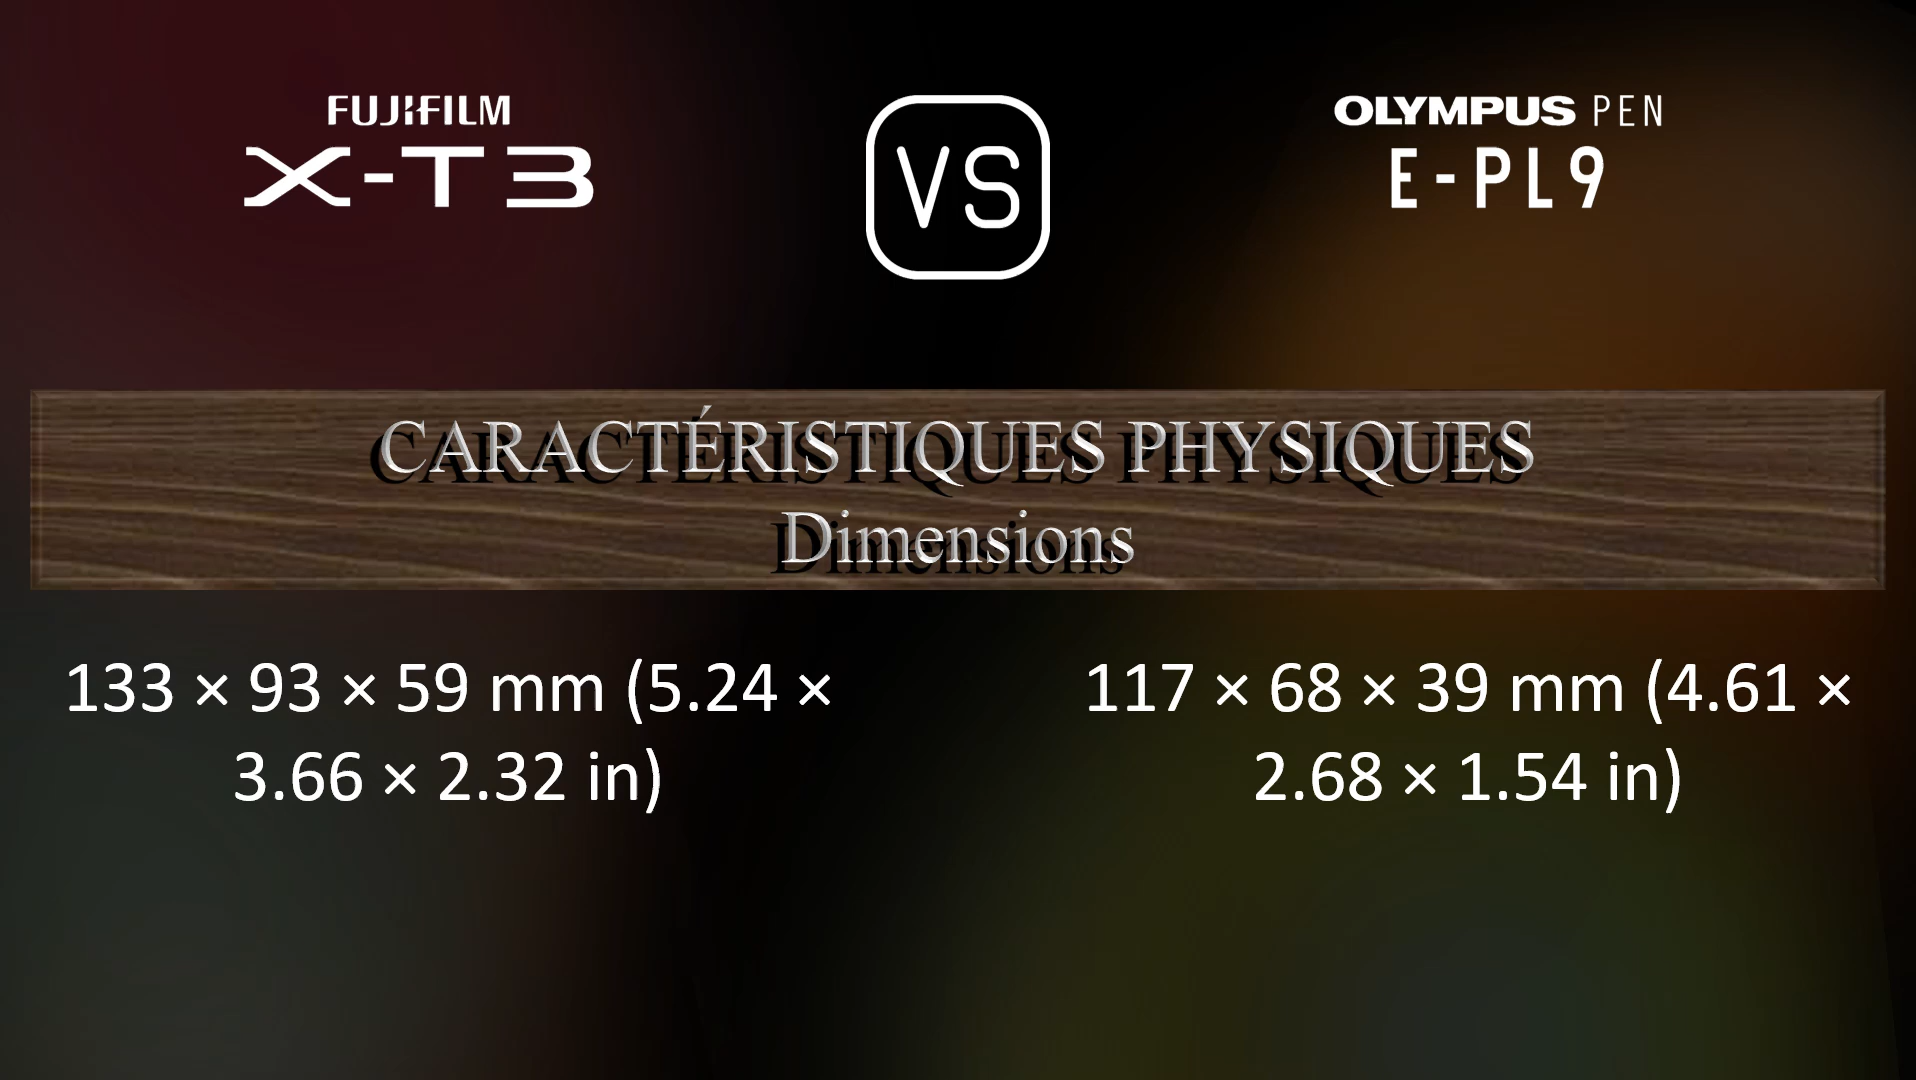 FUJIFILM
X-T3
VS
OLYMPUS PEN
E-PL9
CARACTÉRISTIQUES PHYSIQUES
Dimensions
133 × 93 × 59 mm (5.24 ×
3.66 × 2.32 in)
117 × 68 × 39 mm (4.61 ×
2.68 × 1.54 in)